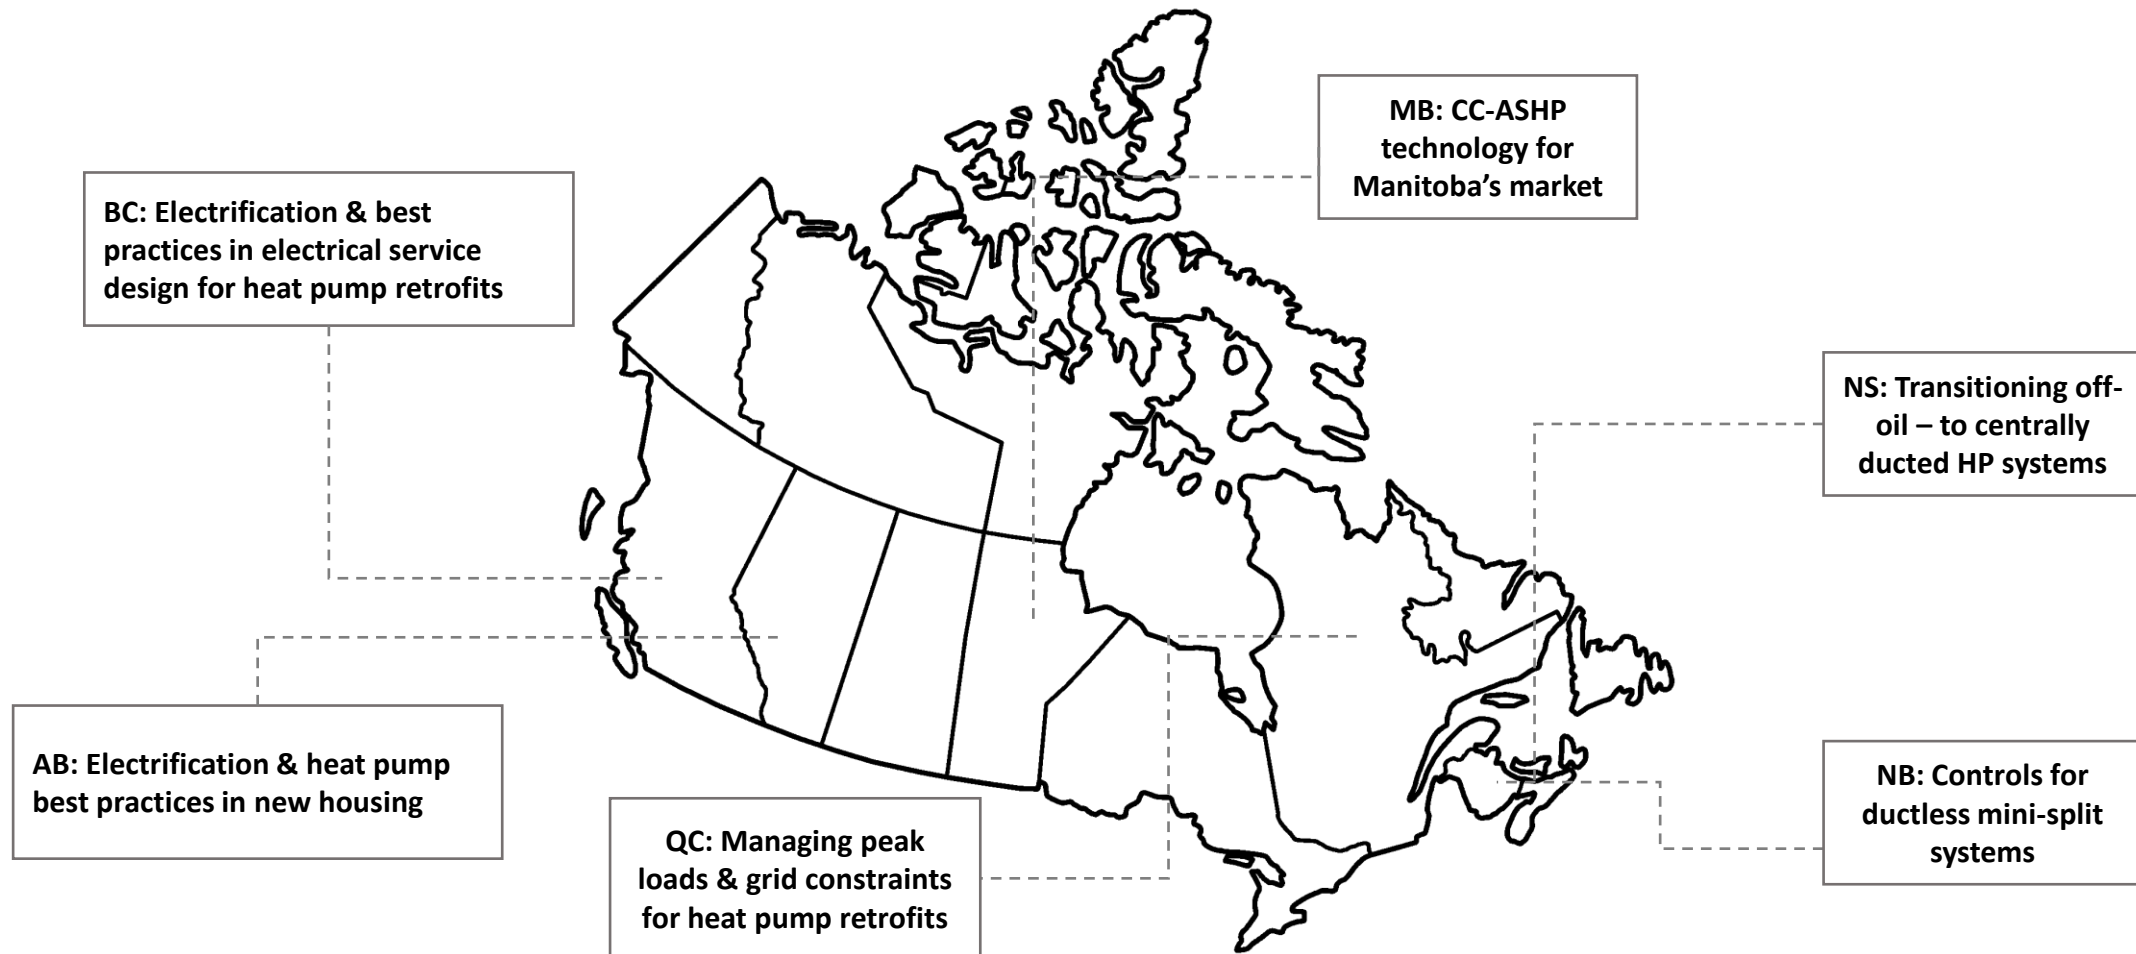 MB: CC-ASHP
technology for
Manitoba’s market
BC: Electrification & best
practices in electrical service
design for heat pump retrofits
NS: Transitioning off-
oil – to centrally
ducted HP systems
AB: Electrification & heat pump
best practices in new housing
QC: Managing peak
loads & grid constraints
for heat pump retrofits
NB: Controls for
ductless mini-split
systems